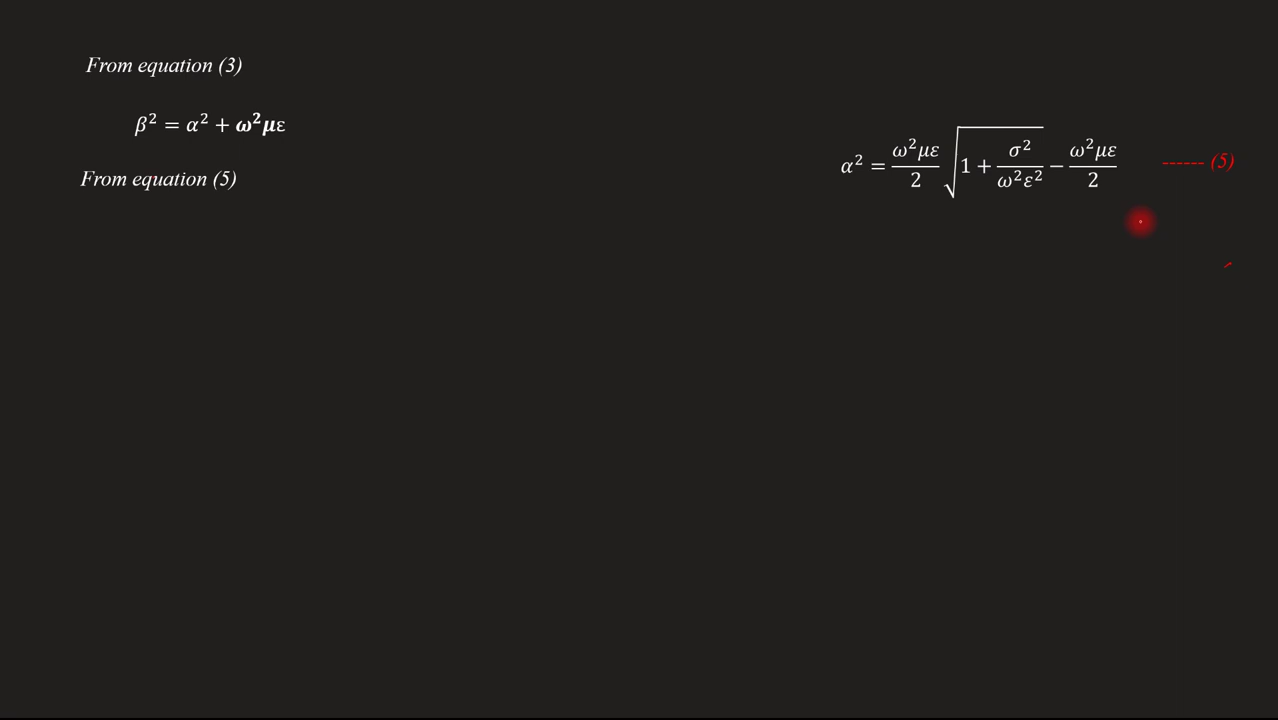 From equation (3)
β² = α² + ω²με
α² = ω²με/2 √(1 + σ²/ω²ε²) − ω²με/2 ------ (5)
From equation (5)